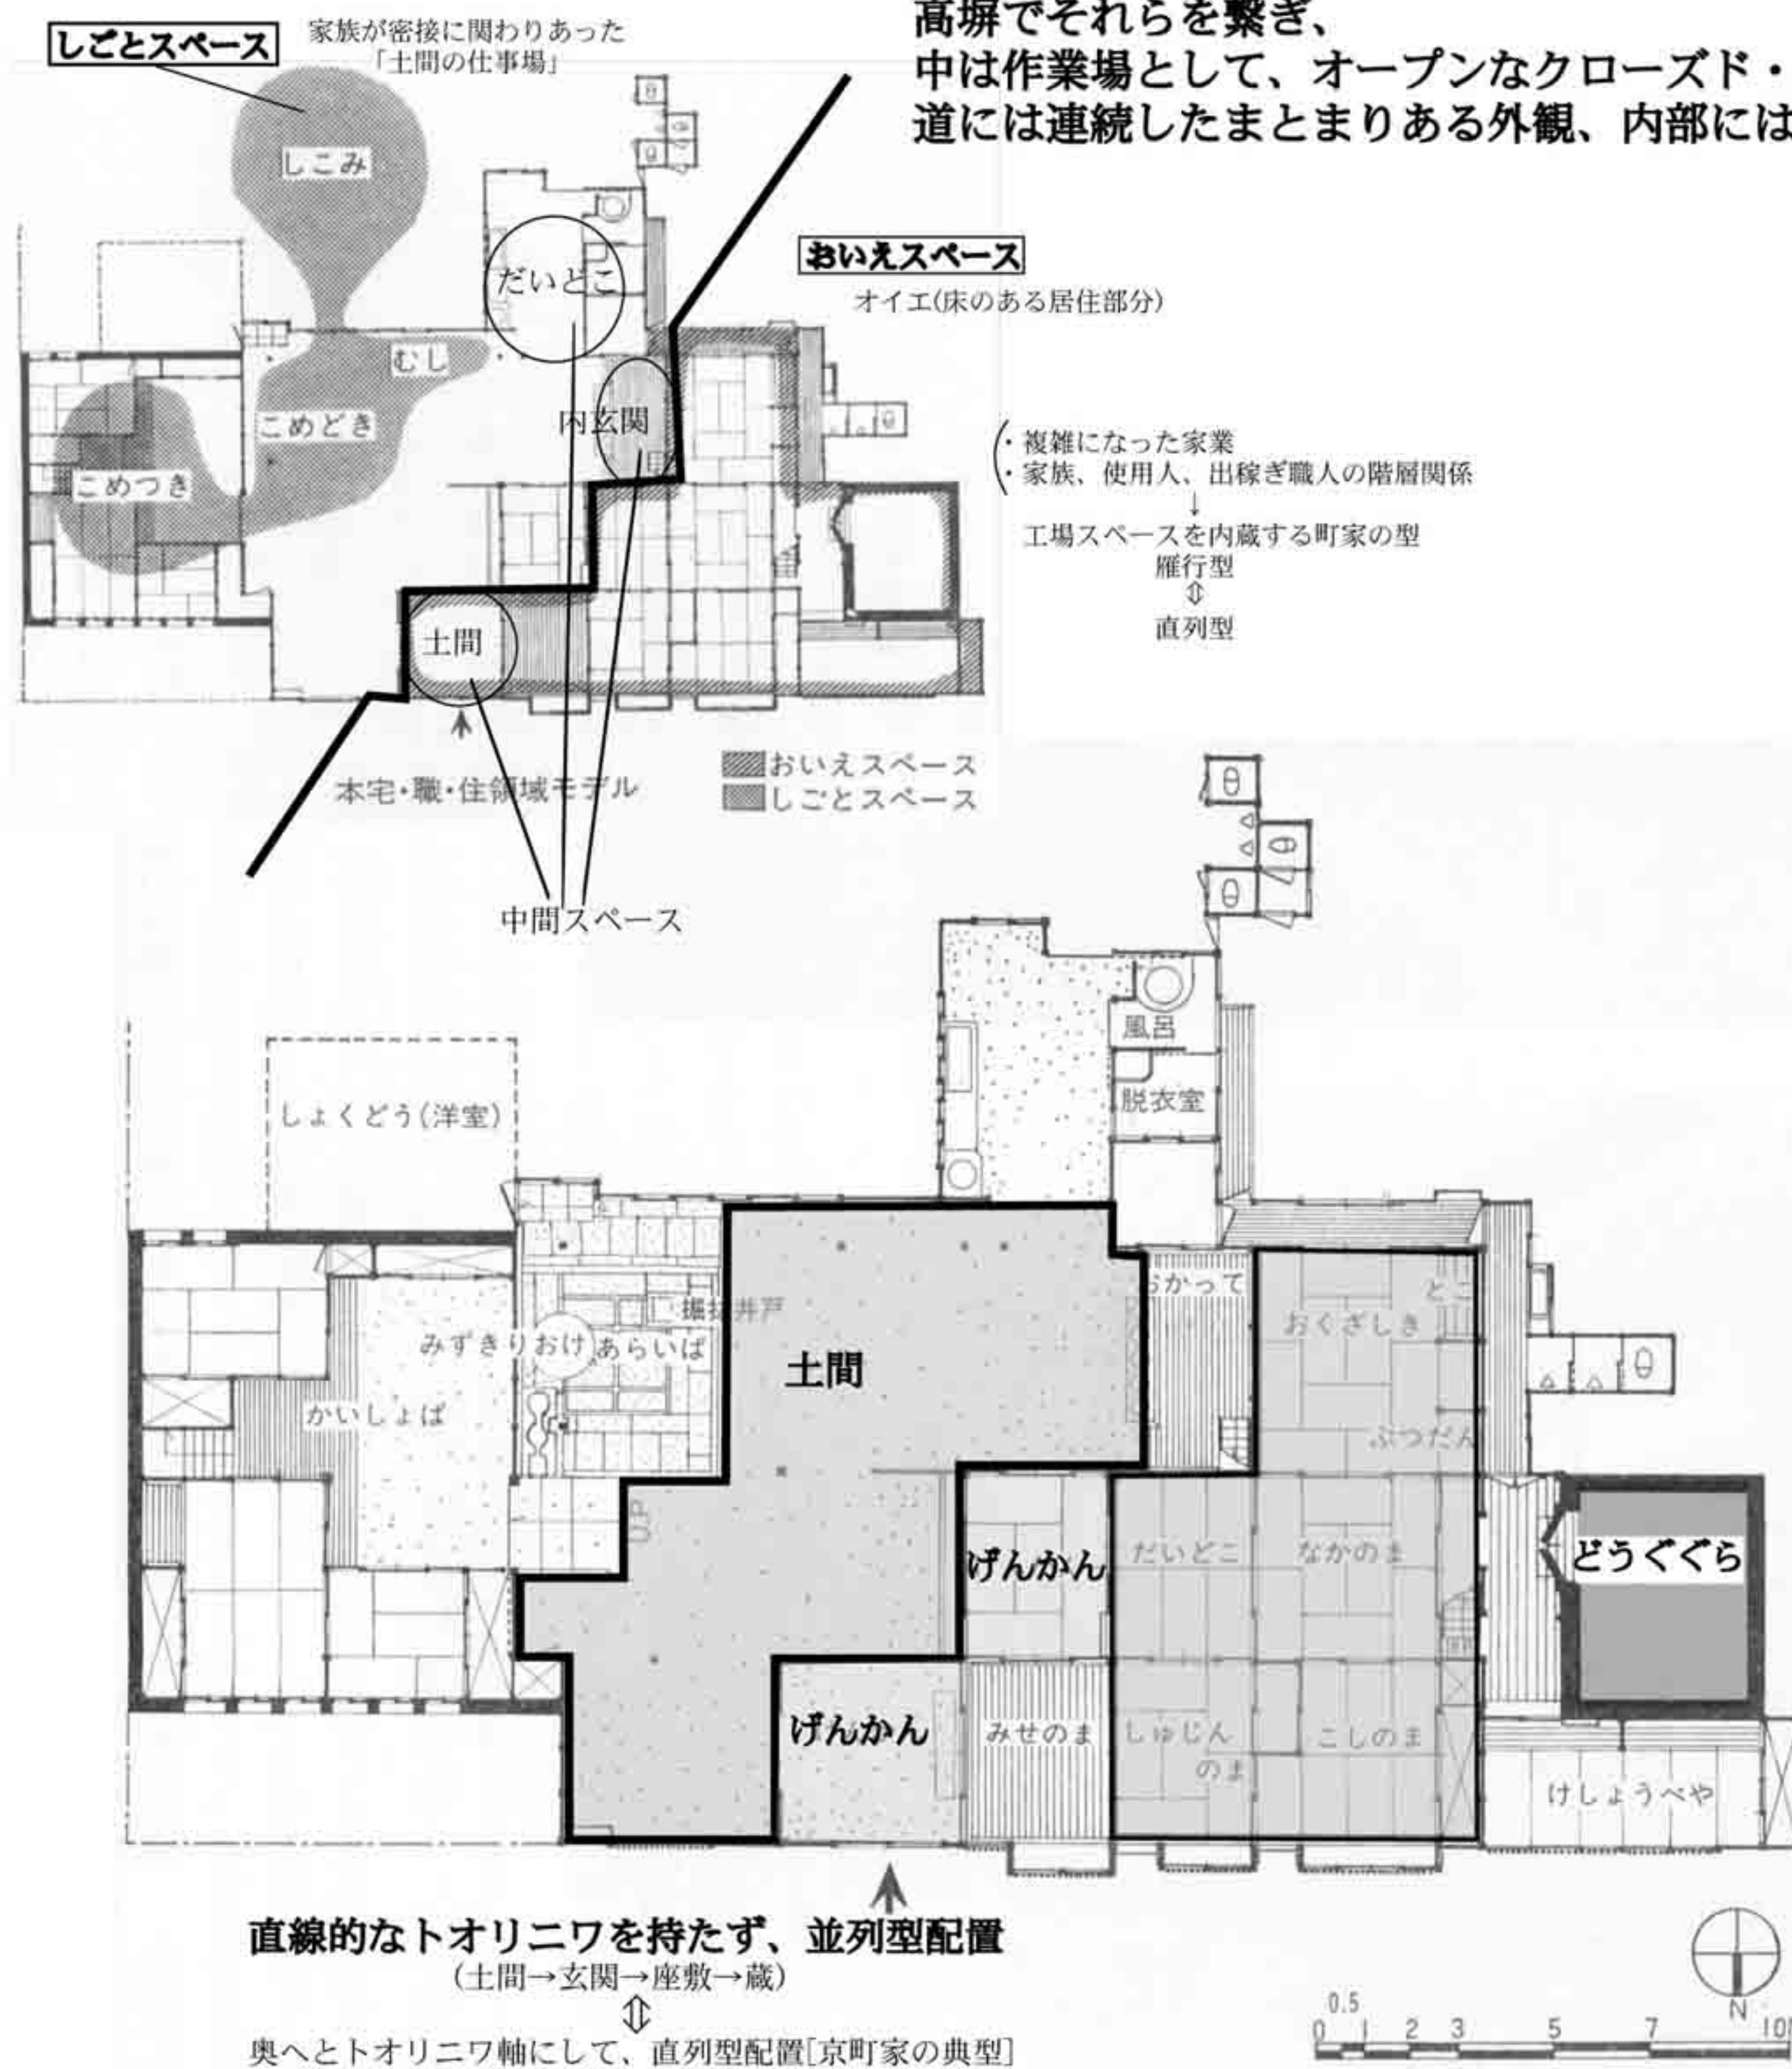 高塀でそれらを繋ぎ、
中は作業場として、オープンなクローズド・
道には連続したまとまりある外観、内部には
しごとスペース
家族が密接に関わりあった
「土間の仕事場」
しこみ
だいどこ
おいえスペース
オイエ(床のある居住部分)
むし
こめどき
内玄関
こめつき
・複雑になった家業
・家族、使用人、出稼ぎ職人の階層関係
↓
工場スペースを内蔵する町家の型
雁行型
⇕
直列型
土間
本宅・職・住領域モデル
おいえスペース
しごとスペース
中間スペース
風呂
脱衣室
しょくどう(洋室)
おかって
とこ
おくざしき
掘抜井戸
みずきりおけ
あらいば
土間
かいしょば
ぶつだん
UP
げんかん
だいどこ
なかのま
どうぐぐら
げんかん
みせのま
しゅじん
のま
こしのま
けしょうべや
直線的なトオリニワを持たず、並列型配置
(土間→玄関→座敷→蔵)
⇕
奥へとトオリニワ軸にして、直列型配置[京町家の典型]
N
0.5
0 1 2 3 5 7 10